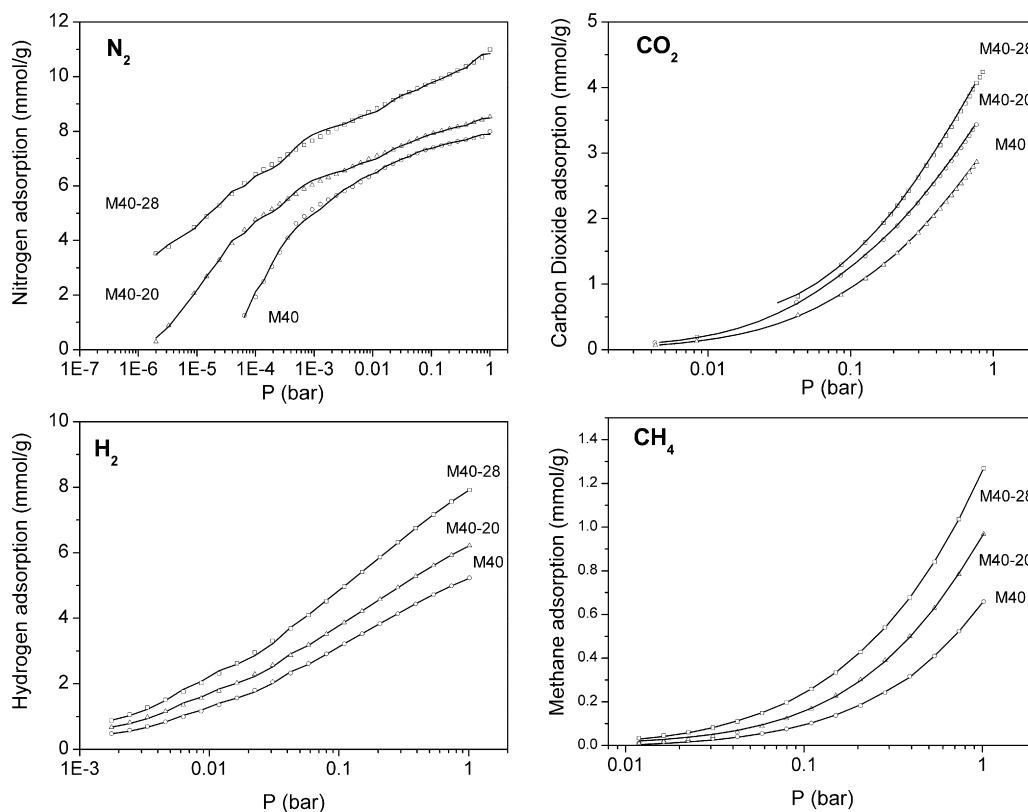 N2
Nitrogen adsorption (mmol/g)
12
10
8
6
4
2
0
M40-28
M40-20
M40
1E-7 1E-6 1E-5 1E-4 1E-3 0.01 0.1 1
P (bar)
CO2
Carbon Dioxide adsorption (mmol/g)
5
4
3
2
1
0
M40-28
M40-20
M40
0.01 0.1 1
P (bar)
H2
Hydrogen adsorption (mmol/g)
10
8
6
4
2
0
M40-28
M40-20
M40
1E-3 0.01 0.1 1
P (bar)
CH4
Methane adsorption (mmol/g)
1.4
1.2
1.0
0.8
0.6
0.4
0.2
0.0
M40-28
M40-20
M40
0.01 0.1 1
P (bar)